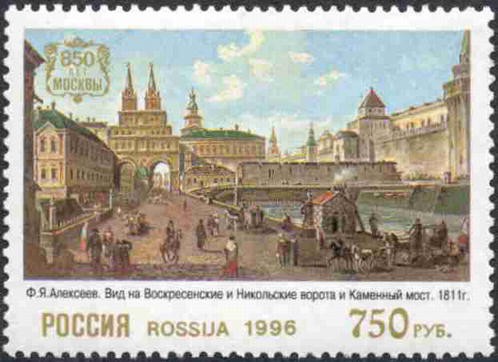 850
ЛЕТ
МОСКВЫ
Ф.Я.Алексеев. Вид на Воскресенские и Никольские ворота и Каменный мост. 1811г.
РОССИЯ ROSSIJA 1996 750 РУБ.